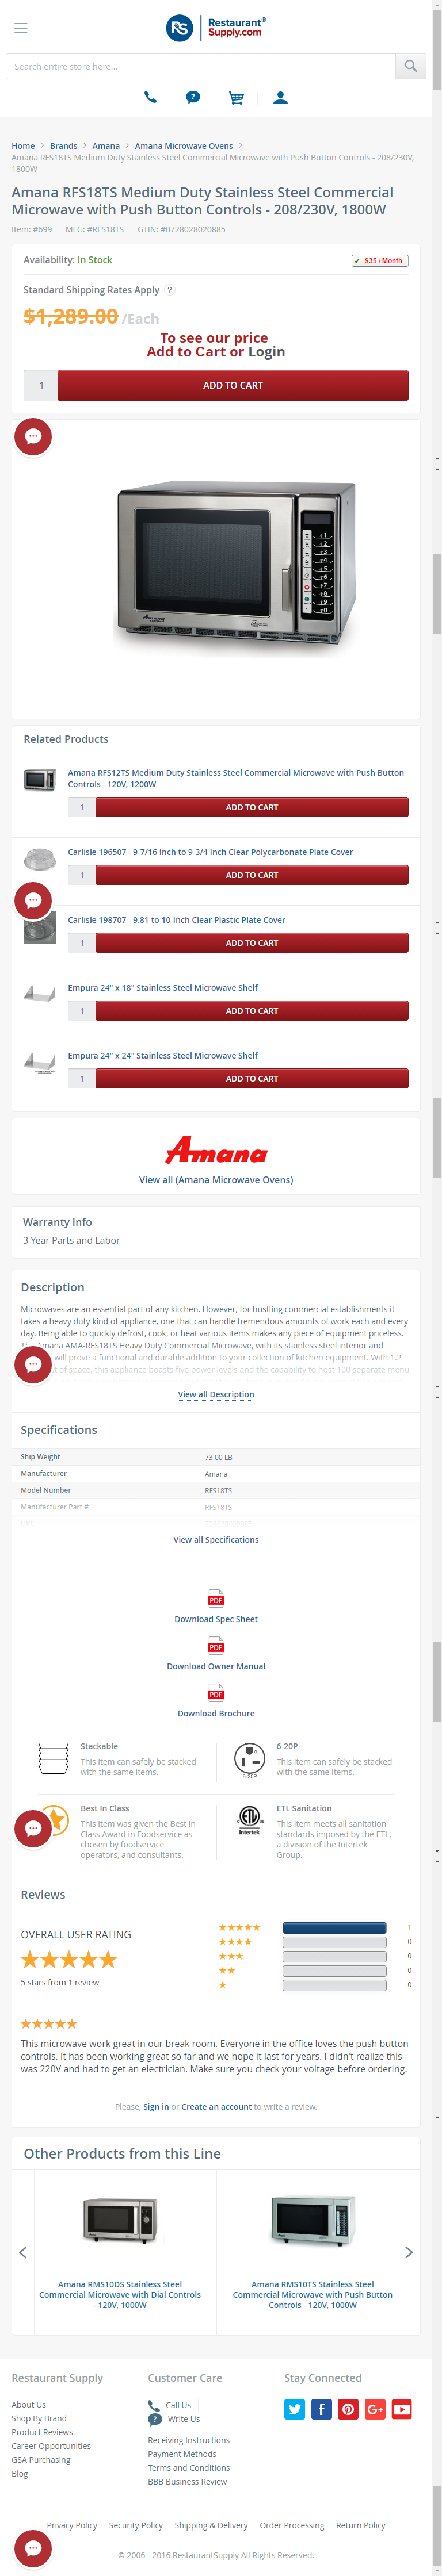 RS Restaurant Supply.com
Search entire store here...
Home > Brands > Amana > Amana Microwave Ovens >
Amana RFS18TS Medium Duty Stainless Steel Commercial Microwave with Push Button Controls - 208/230V,
1800W
Amana RFS18TS Medium Duty Stainless Steel Commercial
Microwave with Push Button Controls - 208/230V, 1800W
Item: #699 MFG: #RFS18TS GTIN: #0728028020885
Availability: In Stock
✔ $35 / Month
Standard Shipping Rates Apply ?
$1,289.00 /Each
To see our price
Add to Cart or Login
1 ADD TO CART
Amana
Related Products
Amana RFS12TS Medium Duty Stainless Steel Commercial Microwave with Push Button
Controls - 120V, 1200W
1 ADD TO CART
Carlisle 196507 - 9-7/16 Inch to 9-3/4 Inch Clear Polycarbonate Plate Cover
1 ADD TO CART
Carlisle 198707 - 9.81 to 10-Inch Clear Plastic Plate Cover
1 ADD TO CART
Empura 24" x 18" Stainless Steel Microwave Shelf
1 ADD TO CART
Empura 24" x 24" Stainless Steel Microwave Shelf
1 ADD TO CART
Amana
View all (Amana Microwave Ovens)
Warranty Info
3 Year Parts and Labor
Description
Microwaves are an essential part of any kitchen. However, for hustling commercial establishments it
takes a heavy duty kind of appliance, one that can handle tremendous amounts of work each and every
day. Being able to quickly defrost, cook, or heat various items makes any piece of equipment priceless.
Amana AMA-RFS18TS Heavy Duty Commercial Microwave, with its stainless steel interior and
will prove a functional and durable addition to your collection of kitchen equipment. With 1.2
of space, this appliance boasts five power levels and the capability to host 100 separate menu
View all Description
Specifications
Ship Weight 73.00 LB
Manufacturer Amana
Model Number RFS18TS
Manufacturer Part # RFS18TS
View all Specifications
PDF
Download Spec Sheet
PDF
Download Owner Manual
PDF
Download Brochure
Stackable
This item can safely be stacked
with the same items.
6-20P
6-20P
This item can safely be stacked
with the same items.
Best In Class
This item was given the Best in
Class Award in Foodservice as
chosen by foodservice
operators, and consultants.
ETL
Intertek
ETL Sanitation
This item meets all sanitation
standards imposed by the ETL,
a division of the Intertek
Group.
Reviews
OVERALL USER RATING
5 stars from 1 review
1
0
0
0
0
This microwave work great in our break room. Everyone in the office loves the push button
controls. It has been working great so far and we hope it last for years. I didn't realize this
was 220V and had to get an electrician. Make sure you check your voltage before ordering.
Please, Sign in or Create an account to write a review.
Other Products from this Line
Amana RMS10DS Stainless Steel
Commercial Microwave with Dial Controls
- 120V, 1000W
Amana RMS10TS Stainless Steel
Commercial Microwave with Push Button
Controls - 120V, 1000W
Restaurant Supply
About Us
Shop By Brand
Product Reviews
Career Opportunities
GSA Purchasing
Blog
Customer Care
Call Us
Write Us
Receiving Instructions
Payment Methods
Terms and Conditions
BBB Business Review
Stay Connected
Privacy Policy Security Policy Shipping & Delivery Order Processing Return Policy
© 2006 - 2016 RestaurantSupply All Rights Reserved.